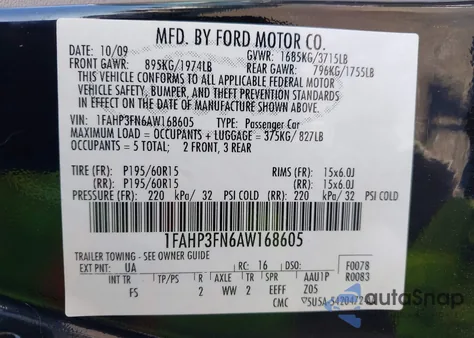 MFD. BY FORD MOTOR CO.
DATE: 10/09 GVWR: 1685KG/3715LB
FRONT GAWR: 895KG/1974LB REAR GAWR: 796KG/1755LB
THIS VEHICLE CONFORMS TO ALL APPLICABLE FEDERAL MOTOR
VEHICLE SAFETY, BUMPER, AND THEFT PREVENTION STANDARDS
IN EFFECT ON THE DATE OF MANUFACTURE SHOWN ABOVE.
VIN: 1FAHP3FN6AW168605 TYPE: Passenger Car
MAXIMUM LOAD = OCCUPANTS + LUGGAGE = 375KG/ 827LB
OCCUPANTS = 5 TOTAL: 2 FRONT, 3 REAR
TIRE (FR): P195/60R15 RIMS (FR): 15x6.0J
(RR): P195/60R15 (RR): 15x6.0J
PRESSURE (FR): 220 kPa/ 32 PSI COLD (RR): 220 kPa/ 32 PSI COLD
1FAHP3FN6AW168605
TRAILER TOWING – SEE OWNER GUIDE
EXT PNT: UA RC: 16 DSO: F0078
INT TR TP/PS R AXLE TR SPR AAU1P R0083
FS 2 WW 2 EEFF Z05
CMC
autoSnap